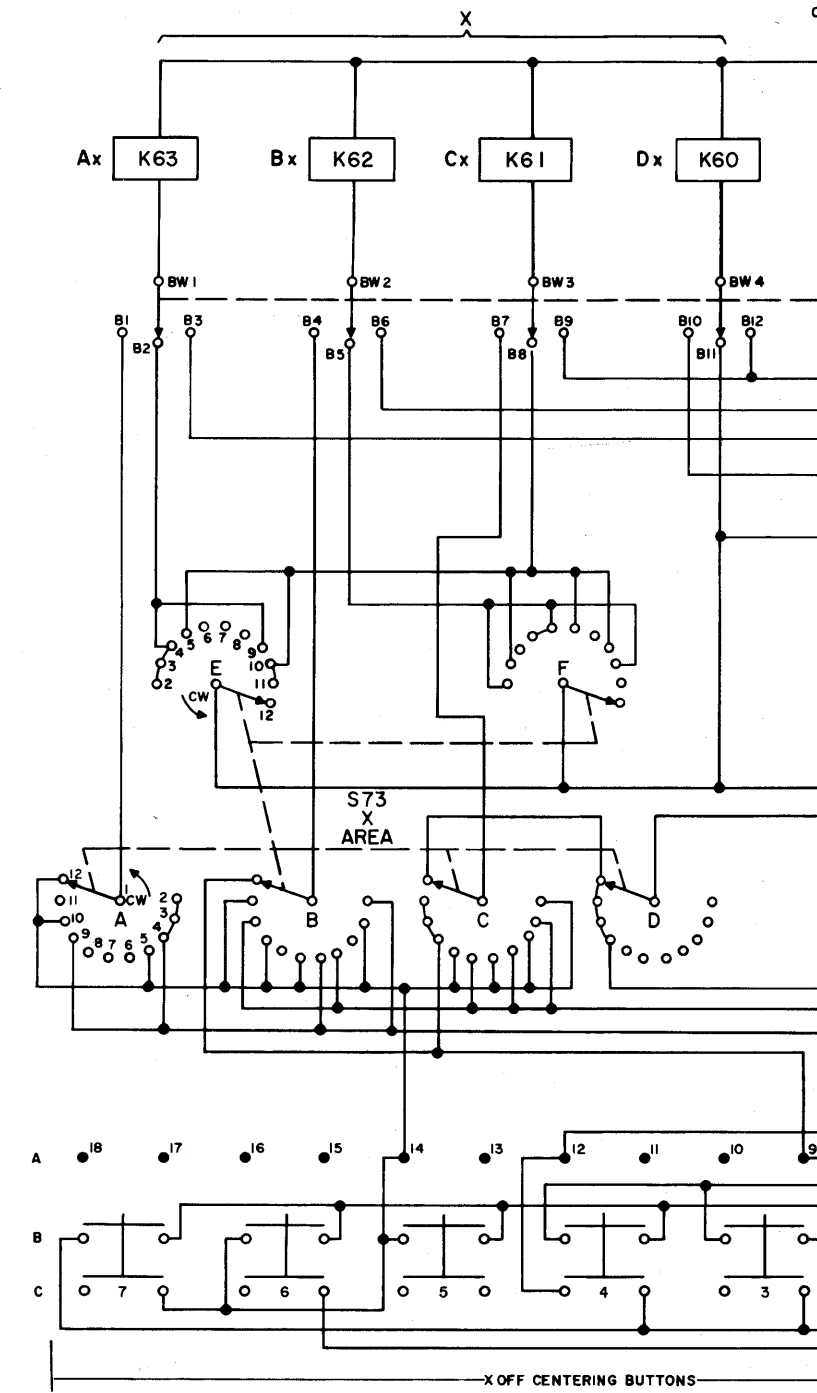 X
Ax K63 Bx K62 Cx K61 Dx K60
BW1 BW2 BW3 BW4
B1 B3 B4 B6 B7 B9 B10 B12
B2 B5 B8 B11
5 6 7 8
4 9
3 E 10 F
2 CW 11
12
S73
X
AREA
12 1
11 A CW 2 B C D
10 3
9 8 7 6 5 4
A 18 17 16 15 14 13 12 11 10 9
B
C 7 6 5 4 3
X OFF CENTERING BUTTONS